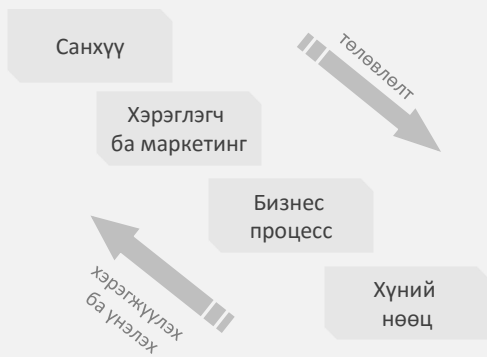 Санхүү
төлөвлөлт
Хэрэглэгч
ба маркетинг
Бизнес
процесс
хэрэгжүүлэх
ба үнэлэх
Хүний
нөөц